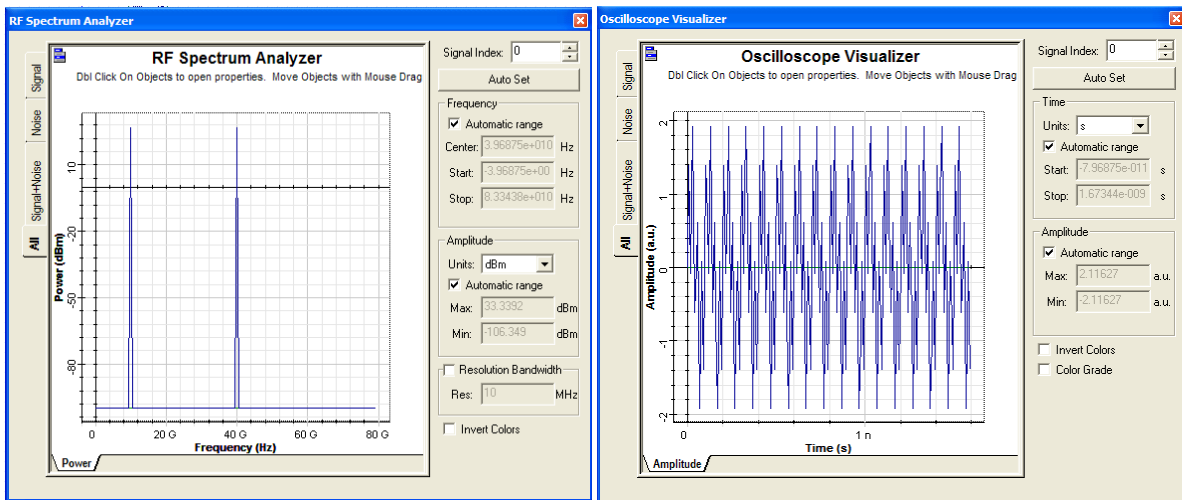 RF Spectrum Analyzer
Signal
Noise
Signal+Noise
All
RF Spectrum Analyzer
Dbl Click On Objects to open properties. Move Objects with Mouse Drag
Power (dBm)
10
-20
-50
-80
0
20 G
40 G
60 G
80 G
Frequency (Hz)
Power
Signal Index: 0
Auto Set
Frequency
Automatic range
Center: 3.96875e+010 Hz
Start: -3.96875e+00 Hz
Stop: 8.33438e+010 Hz
Amplitude
Units: dBm
Automatic range
Max: 33.3392 dBm
Min: -106.349 dBm
Resolution Bandwidth
Res: 10 MHz
Invert Colors
Oscilloscope Visualizer
Signal
Noise
Signal+Noise
All
Oscilloscope Visualizer
Dbl Click On Objects to open properties. Move Objects with Mouse Drag
Amplitude (a.u.)
2
1
0
-1
-2
0
1 n
Time (s)
Amplitude
Signal Index: 0
Auto Set
Time
Units: s
Automatic range
Start: -7.96875e-011 s
Stop: 1.67344e-009 s
Amplitude
Automatic range
Max: 2.11627 a.u.
Min: -2.11627 a.u.
Invert Colors
Color Grade